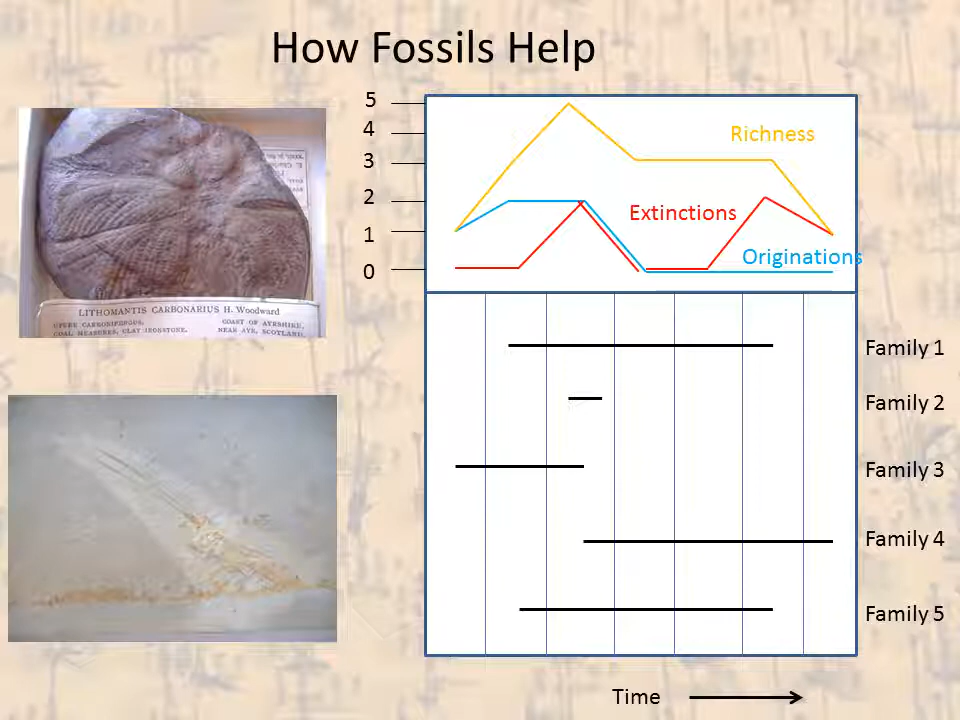 How Fossils Help
5
4
3
2
1
0
Richness
Extinctions
Originations
LITHOMANTIS CARBONARIUS H. Woodward
UPPER CARBONIFEROUS,
COAL MEASURES, CLAY IRONSTONE.
COAST OF AYRSHIRE,
NEAR AYR, SCOTLAND.
Family 1
Family 2
Family 3
Family 4
Family 5
Time